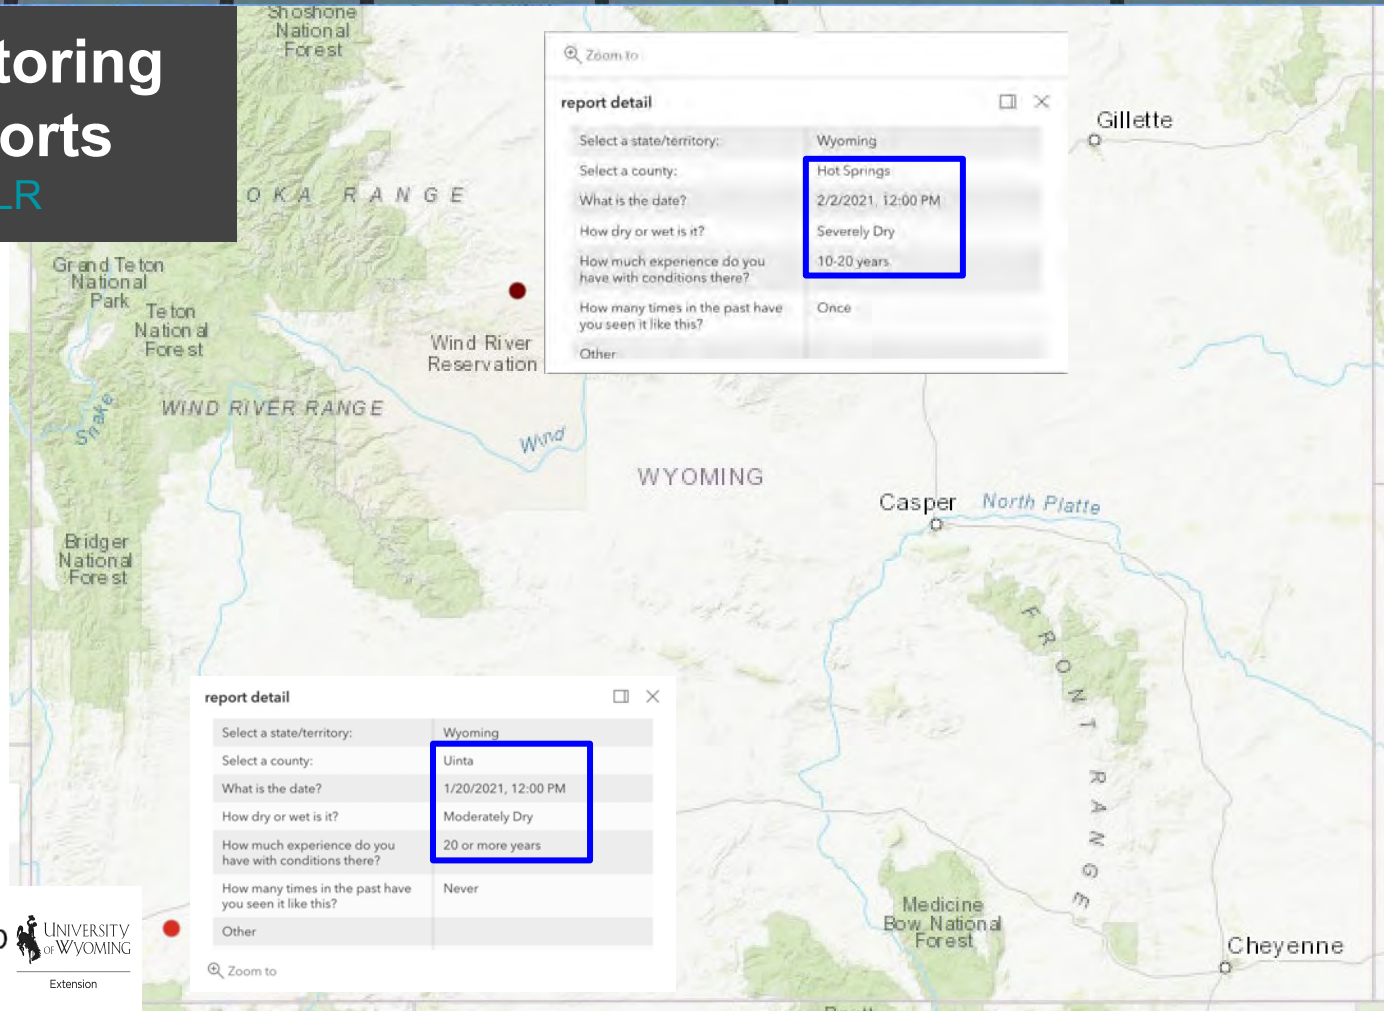 toring
orts
LR
Shoshone
National
Forest
OKA RANGE
Grand Teton
National
Park
Teton
National
Forest
Snake
WIND RIVER RANGE
Wind River
Reservation
Wind
Bridger
National
Forest
WYOMING
Gillette
Casper
North Platte
FRONT RANGE
Medicine
Bow National
Forest
Cheyenne
Zoom to
report detail
Select a state/territory: Wyoming
Select a county: Hot Springs
What is the date? 2/2/2021, 12:00 PM
How dry or wet is it? Severely Dry
How much experience do you 10-20 years
have with conditions there?
How many times in the past have Once
you seen it like this?
Other
report detail
Select a state/territory: Wyoming
Select a county: Uinta
What is the date? 1/20/2021, 12:00 PM
How dry or wet is it? Moderately Dry
How much experience do you 20 or more years
have with conditions there?
How many times in the past have Never
you seen it like this?
Other
Zoom to
UNIVERSITY
OF WYOMING
Extension